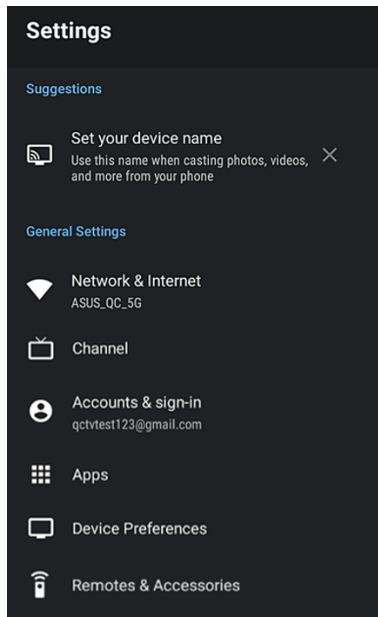 Settings
Suggestions
Set your device name
Use this name when casting photos, videos,
and more from your phone
General Settings
Network & Internet
ASUS_QC_5G
Channel
Accounts & sign-in
qctvtest123@gmail.com
Apps
Device Preferences
Remotes & Accessories